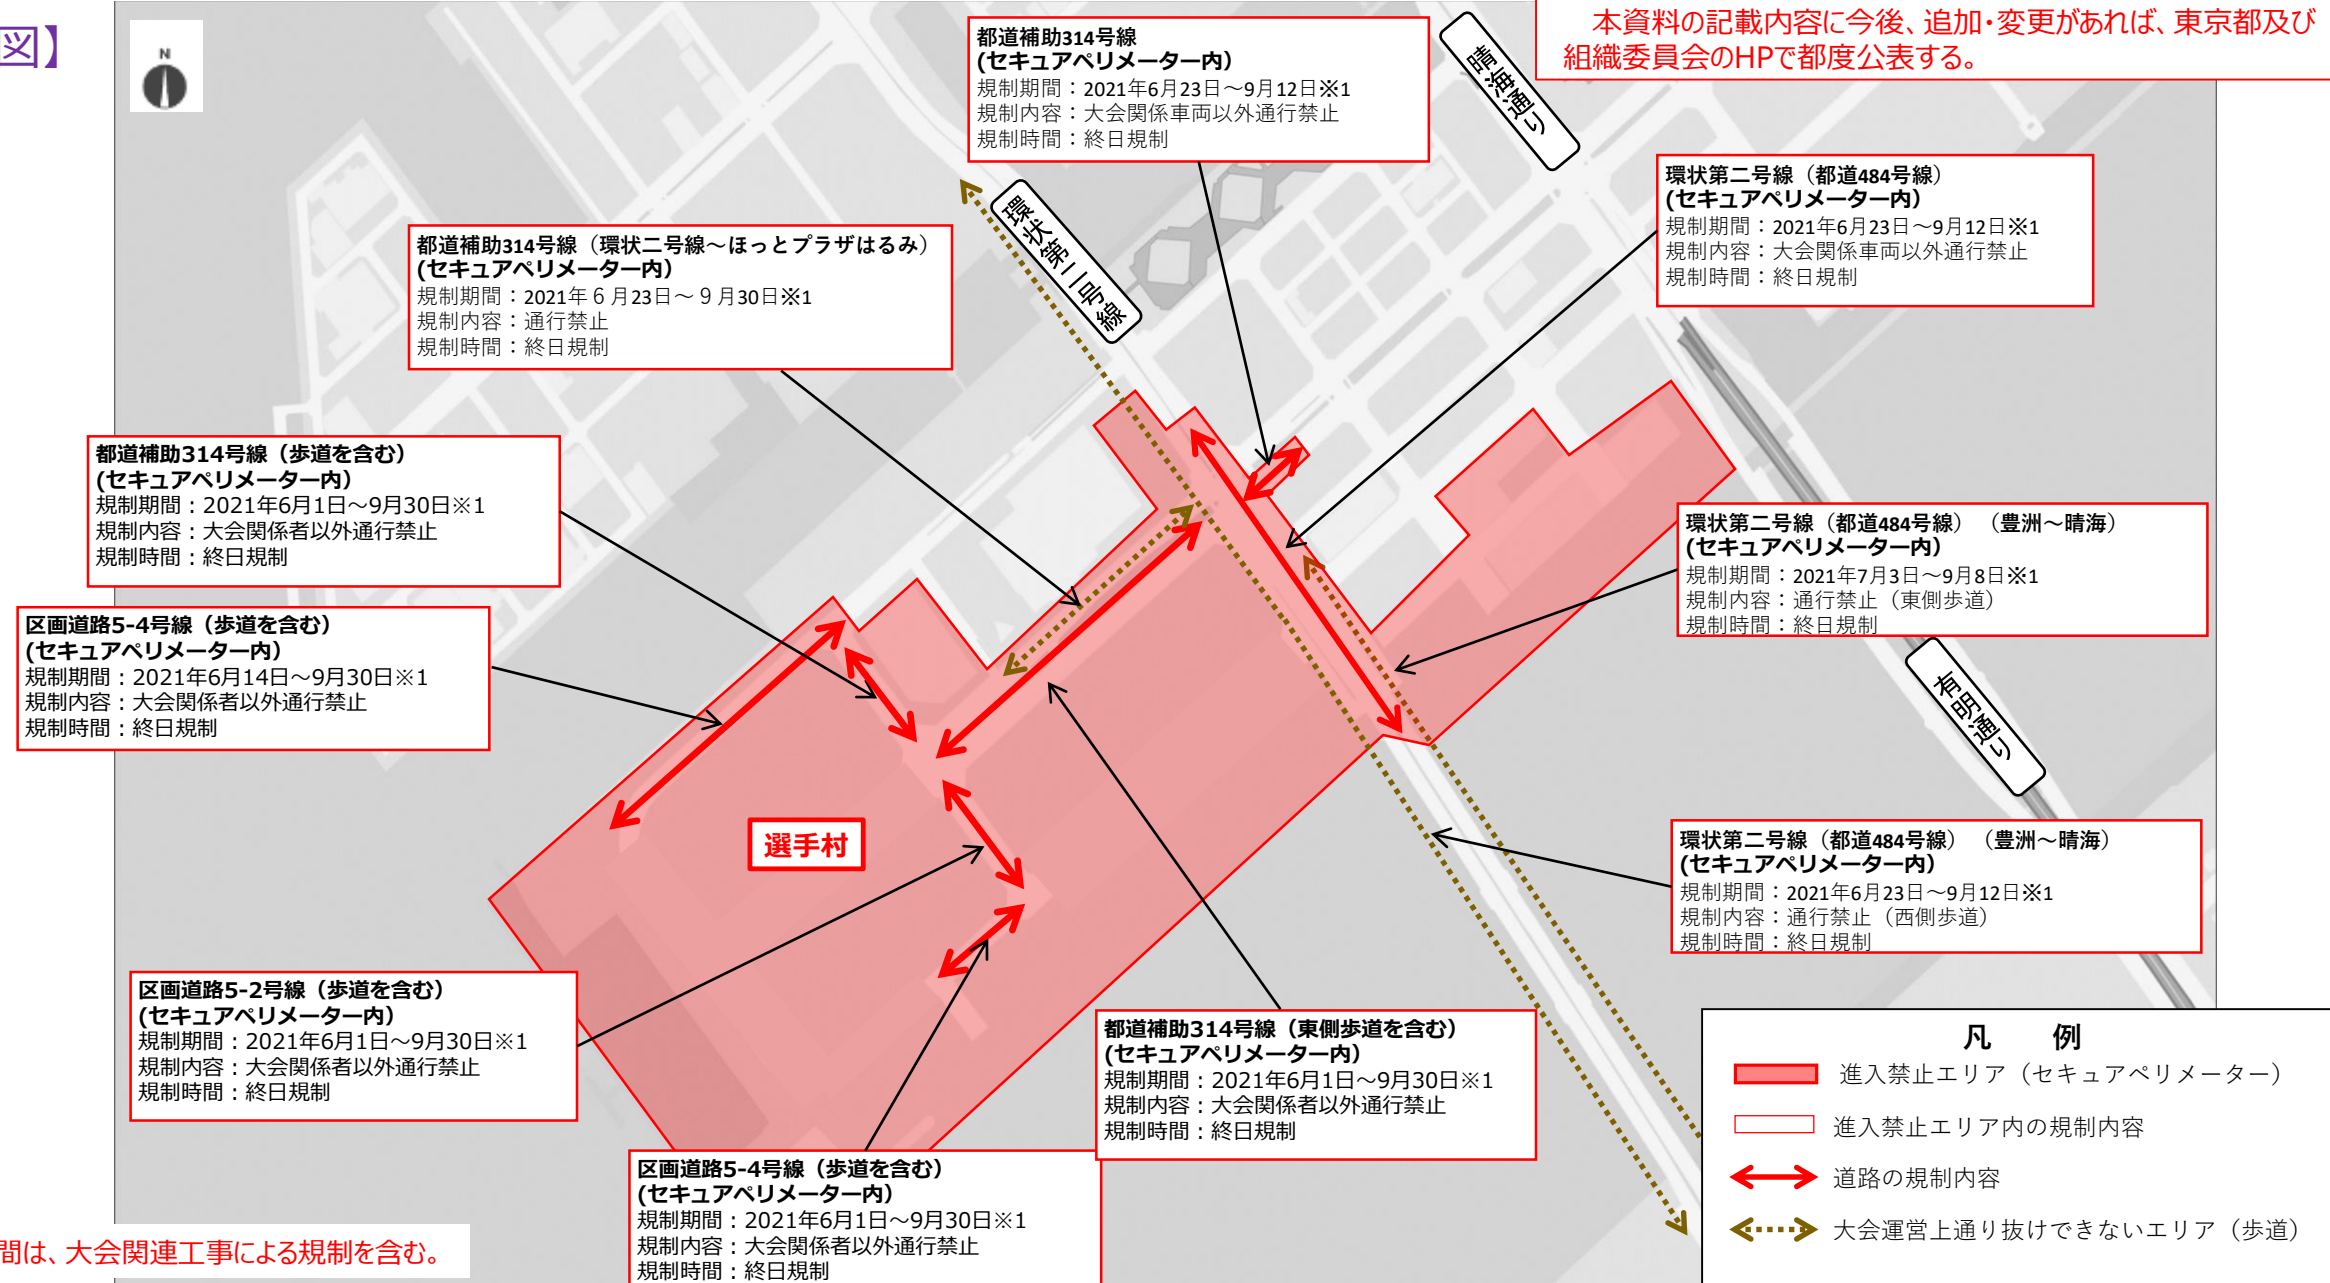 図】
本資料の記載内容に今後、追加・変更があれば、東京都及び
組織委員会のHPで都度公表する。
N
都道補助314号線
(セキュアペリメーター内)
規制期間：2021年6月23日～9月12日※1
規制内容：大会関係車両以外通行禁止
規制時間：終日規制
晴海通り
環状第二号線（都道484号線）
(セキュアペリメーター内)
規制期間：2021年6月23日～9月12日※1
規制内容：大会関係車両以外通行禁止
規制時間：終日規制
環状第二号線
都道補助314号線（環状二号線～ほっとプラザはるみ）
(セキュアペリメーター内)
規制期間：2021年６月23日～９月30日※1
規制内容：通行禁止
規制時間：終日規制
都道補助314号線（歩道を含む）
(セキュアペリメーター内)
規制期間：2021年6月1日～9月30日※1
規制内容：大会関係者以外通行禁止
規制時間：終日規制
環状第二号線（都道484号線）（豊洲～晴海）
(セキュアペリメーター内)
規制期間：2021年7月3日～9月8日※1
規制内容：通行禁止（東側歩道）
規制時間：終日規制
区画道路5-4号線（歩道を含む）
(セキュアペリメーター内)
規制期間：2021年6月14日～9月30日※1
規制内容：大会関係者以外通行禁止
規制時間：終日規制
有明通り
選手村
環状第二号線（都道484号線）（豊洲～晴海）
(セキュアペリメーター内)
規制期間：2021年6月23日～9月12日※1
規制内容：通行禁止（西側歩道）
規制時間：終日規制
区画道路5-2号線（歩道を含む）
(セキュアペリメーター内)
規制期間：2021年6月1日～9月30日※1
規制内容：大会関係者以外通行禁止
規制時間：終日規制
都道補助314号線（東側歩道を含む）
(セキュアペリメーター内)
規制期間：2021年6月1日～9月30日※1
規制内容：大会関係者以外通行禁止
規制時間：終日規制
区画道路5-4号線（歩道を含む）
(セキュアペリメーター内)
規制期間：2021年6月1日～9月30日※1
規制内容：大会関係者以外通行禁止
規制時間：終日規制
凡　例
進入禁止エリア（セキュアペリメーター）
進入禁止エリア内の規制内容
道路の規制内容
大会運営上通り抜けできないエリア（歩道）
間は、大会関連工事による規制を含む。